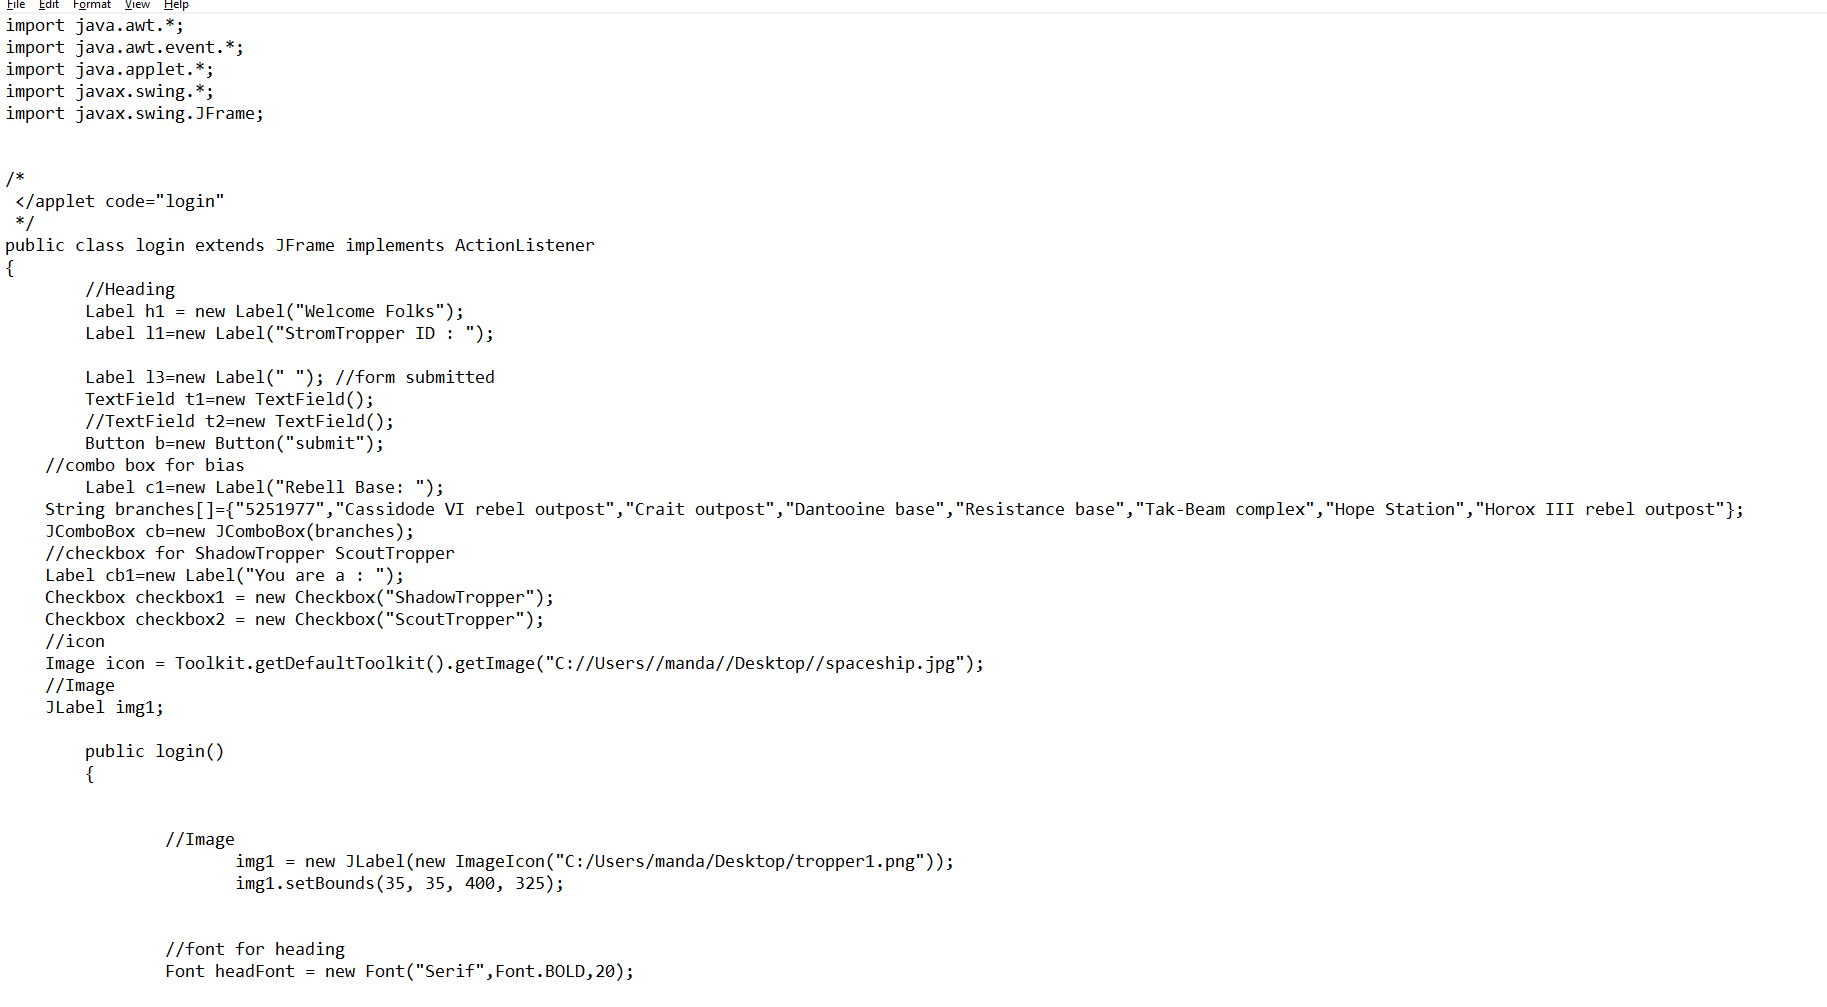 File Edit Format View Help
import java.awt.*;
import java.awt.event.*;
import java.applet.*;
import javax.swing.*;
import javax.swing.JFrame;
/*
</applet code="login"
*/
public class login extends JFrame implements ActionListener
{
//Heading
Label h1 = new Label("Welcome Folks");
Label l1=new Label("StromTropper ID : ");
Label l3=new Label(" "); //form submitted
TextField t1=new TextField();
//TextField t2=new TextField();
Button b=new Button("submit");
//combo box for bias
Label c1=new Label("Rebell Base: ");
String branches[]={"5251977","Cassidode VI rebel outpost","Crait outpost","Dantooine base","Resistance base","Tak-Beam complex","Hope Station","Horox III rebel outpost"};
JComboBox cb=new JComboBox(branches);
//checkbox for ShadowTropper ScoutTropper
Label cb1=new Label("You are a : ");
Checkbox checkbox1 = new Checkbox("ShadowTropper");
Checkbox checkbox2 = new Checkbox("ScoutTropper");
//icon
Image icon = Toolkit.getDefaultToolkit().getImage("C://Users//manda//Desktop//spaceship.jpg");
//Image
JLabel img1;
public login()
{
//Image
img1 = new JLabel(new ImageIcon("C:/Users/manda/Desktop/tropper1.png"));
img1.setBounds(35, 35, 400, 325);
//font for heading
Font headFont = new Font("Serif",Font.BOLD,20);